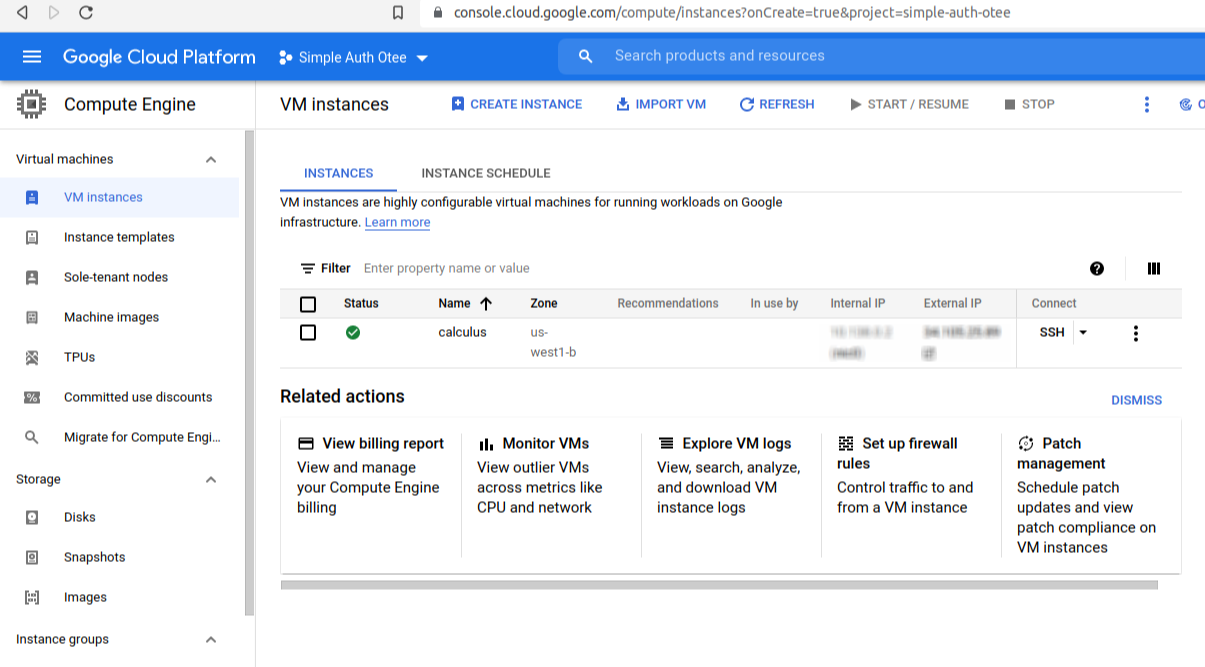 console.cloud.google.com/compute/instances?onCreate=true&project=simple-auth-otee
Google Cloud Platform
Simple Auth Otee
Search products and resources
Compute Engine
VM instances
CREATE INSTANCE
IMPORT VM
REFRESH
START / RESUME
STOP
Virtual machines
VM instances
Instance templates
Sole-tenant nodes
Machine images
TPUs
Committed use discounts
Migrate for Compute Engi...
Storage
Disks
Snapshots
Images
Instance groups
INSTANCES
INSTANCE SCHEDULE
VM instances are highly configurable virtual machines for running workloads on Google
infrastructure. Learn more
Filter Enter property name or value
Status Name Zone Recommendations In use by Internal IP External IP Connect
calculus us- SSH
west1-b
Related actions
DISMISS
View billing report
View and manage
your Compute Engine
billing
Monitor VMs
View outlier VMs
across metrics like
CPU and network
Explore VM logs
View, search, analyze,
and download VM
instance logs
Set up firewall
rules
Control traffic to and
from a VM instance
Patch
management
Schedule patch
updates and view
patch compliance on
VM instances